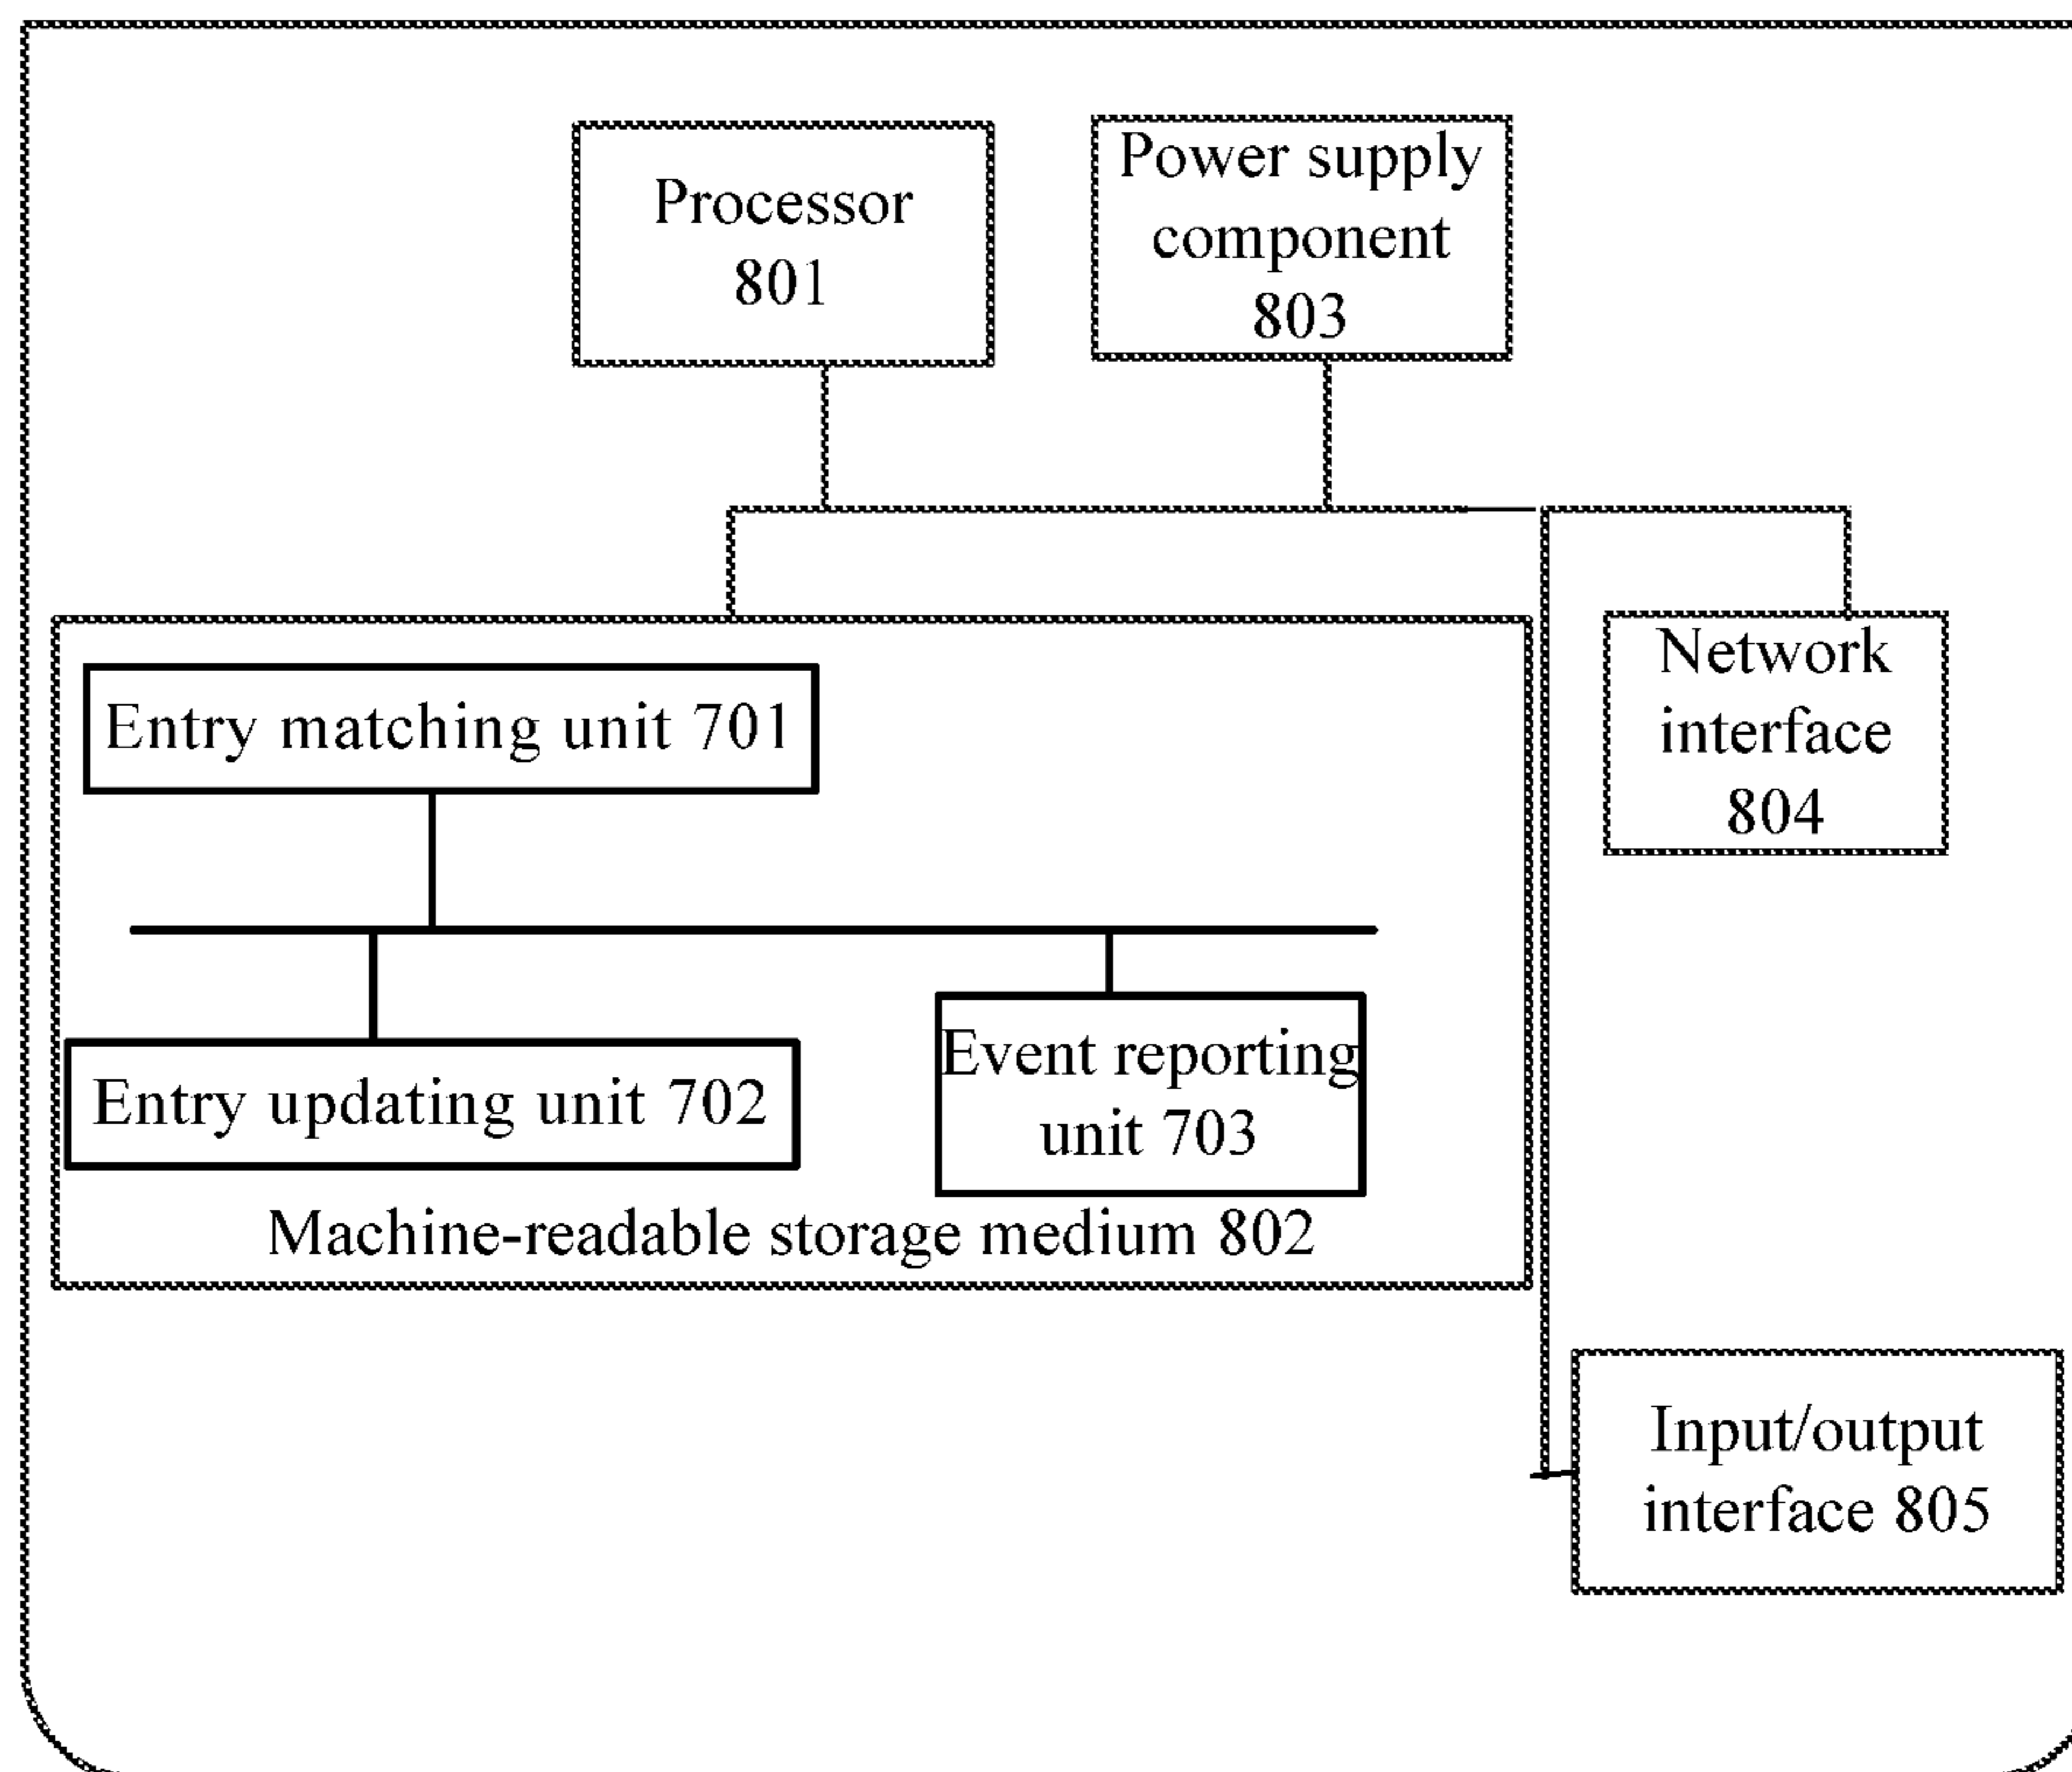 Processor
801
Power supply
component
803
Network
interface
804
Entry matching unit 701
Entry updating unit 702
Event reporting
unit 703
Machine-readable storage medium 802
Input/output
interface 805